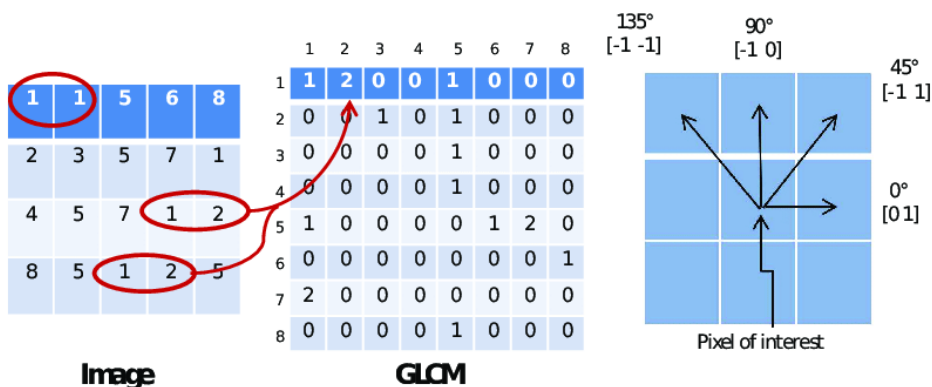 1 1 5 6 8
2 3 5 7 1
4 5 7 1 2
8 5 1 2 5
Image
1 2 3 4 5 6 7 8
1 1 2 0 0 1 0 0 0
2 0 0 1 0 1 0 0 0
3 0 0 0 0 1 0 0 0
4 0 0 0 0 1 0 0 0
5 1 0 0 0 0 1 2 0
6 0 0 0 0 0 0 0 1
7 2 0 0 0 0 0 0 0
8 0 0 0 0 1 0 0 0
GLCM
135°
[-1 -1]
90°
[-1 0]
45°
[-1 1]
0°
[0 1]
Pixel of interest